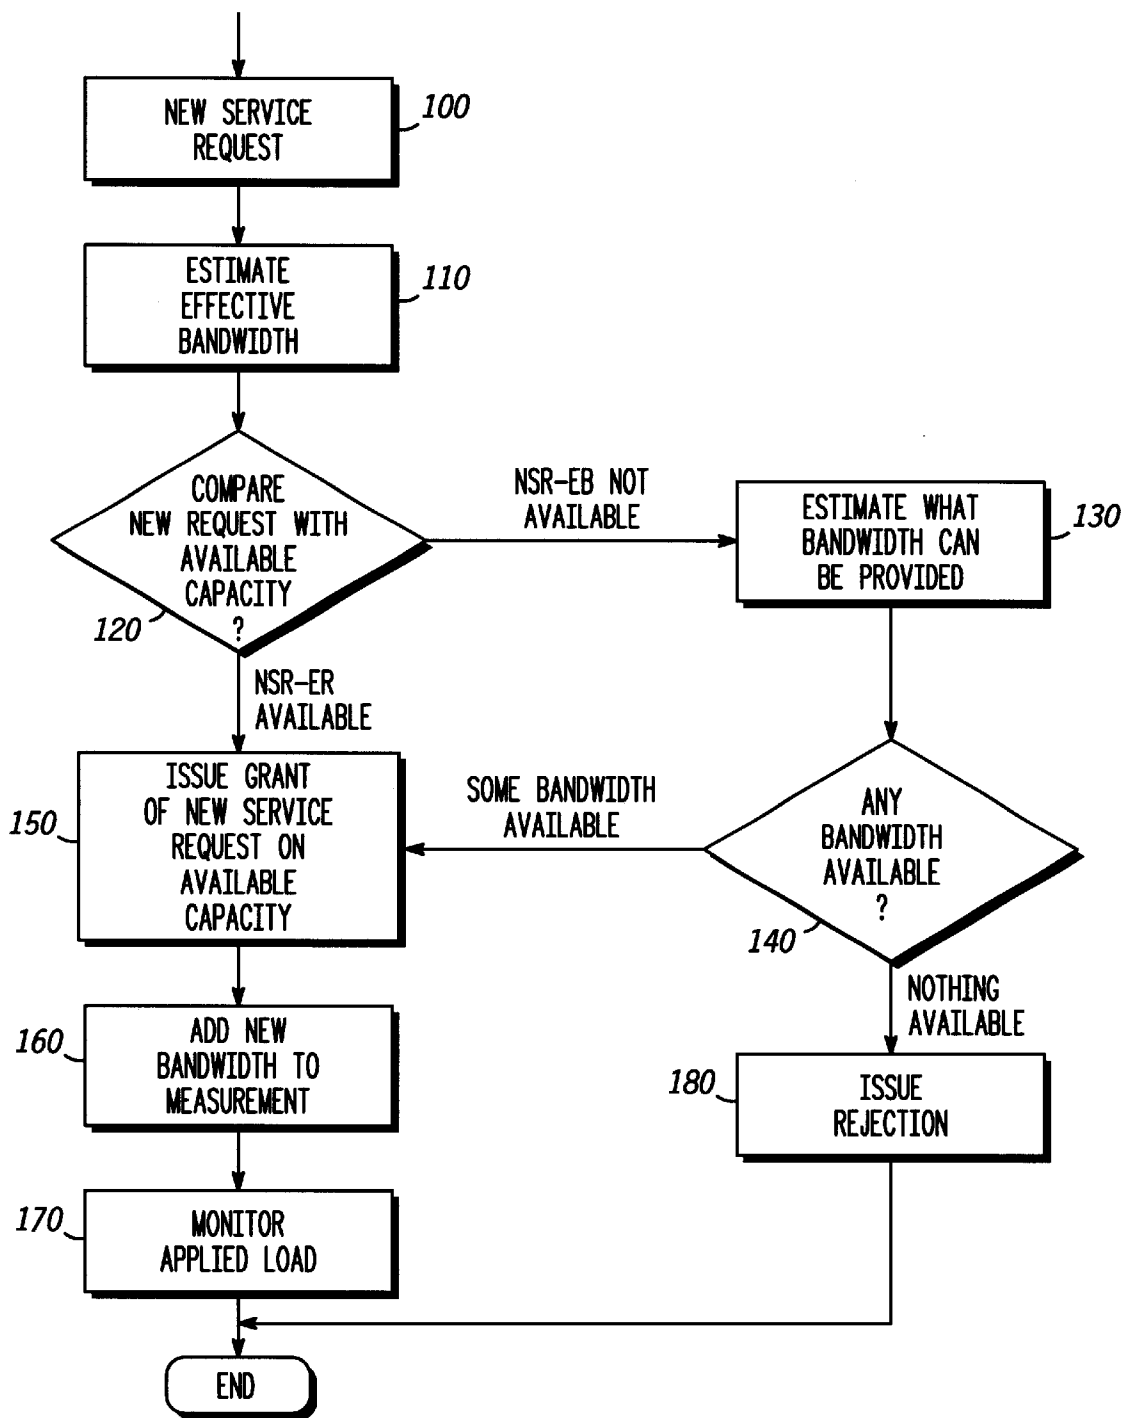 NEW SERVICE
REQUEST
100
ESTIMATE
EFFECTIVE
BANDWIDTH
110
COMPARE
NEW REQUEST WITH
AVAILABLE
CAPACITY
?
120
NSR-EB NOT
AVAILABLE
ESTIMATE WHAT
BANDWIDTH CAN
BE PROVIDED
130
NSR-ER
AVAILABLE
ISSUE GRANT
OF NEW SERVICE
REQUEST ON
AVAILABLE
CAPACITY
150
SOME BANDWIDTH
AVAILABLE
ANY
BANDWIDTH
AVAILABLE
?
140
NOTHING
AVAILABLE
160
ADD NEW
BANDWIDTH TO
MEASUREMENT
180
ISSUE
REJECTION
170
MONITOR
APPLIED LOAD
END